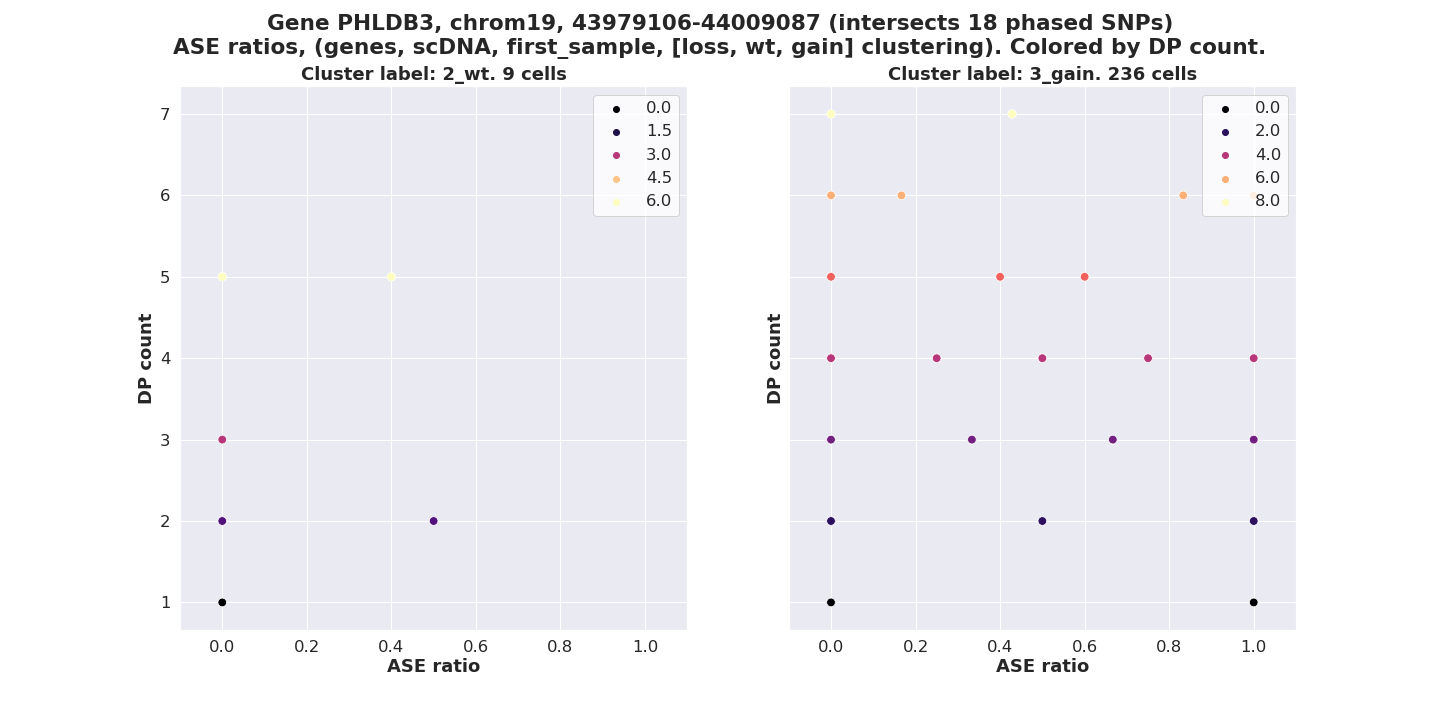 Gene PHLDB3, chrom19, 43979106-44009087 (intersects 18 phased SNPs)
ASE ratios, (genes, scDNA, first_sample, [loss, wt, gain] clustering). Colored by DP count.
Cluster label: 2_wt. 9 cells
7
6
5
4
3
2
1
DP count
0.0
1.5
3.0
4.5
6.0
0.0 0.2 0.4 0.6 0.8 1.0
ASE ratio
Cluster label: 3_gain. 236 cells
DP count
0.0
2.0
4.0
6.0
8.0
0.0 0.2 0.4 0.6 0.8 1.0
ASE ratio